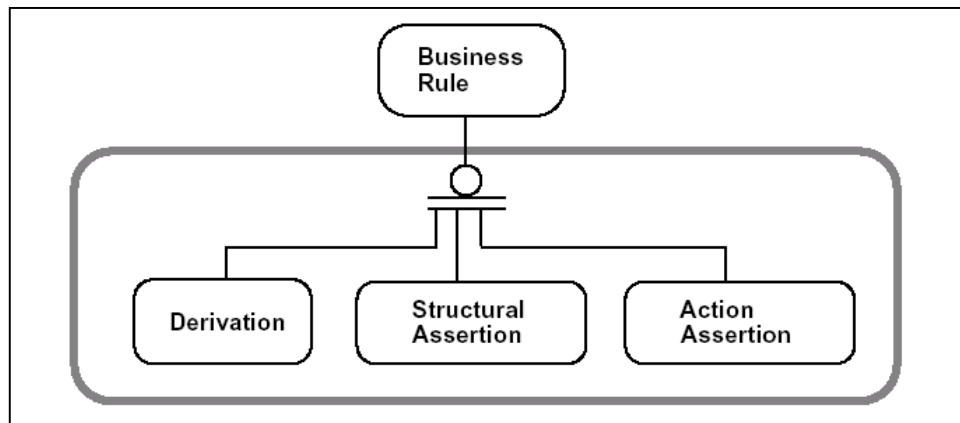 Business
Rule
Derivation
Structural
Assertion
Action
Assertion